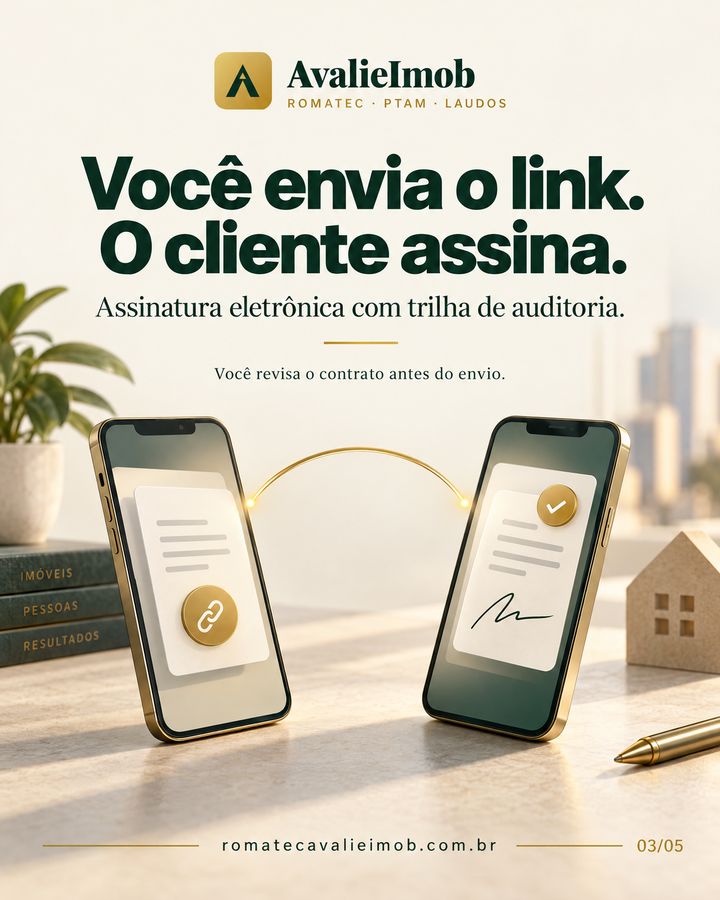 AvalieImob
ROMATEC · PTAM · LAUDOS
Você envia o link.
O cliente assina.
Assinatura eletrônica com trilha de auditoria.
Você revisa o contrato antes do envio.
IMÓVEIS
PESSOAS
RESULTADOS
romatecavalieimob.com.br
03/05